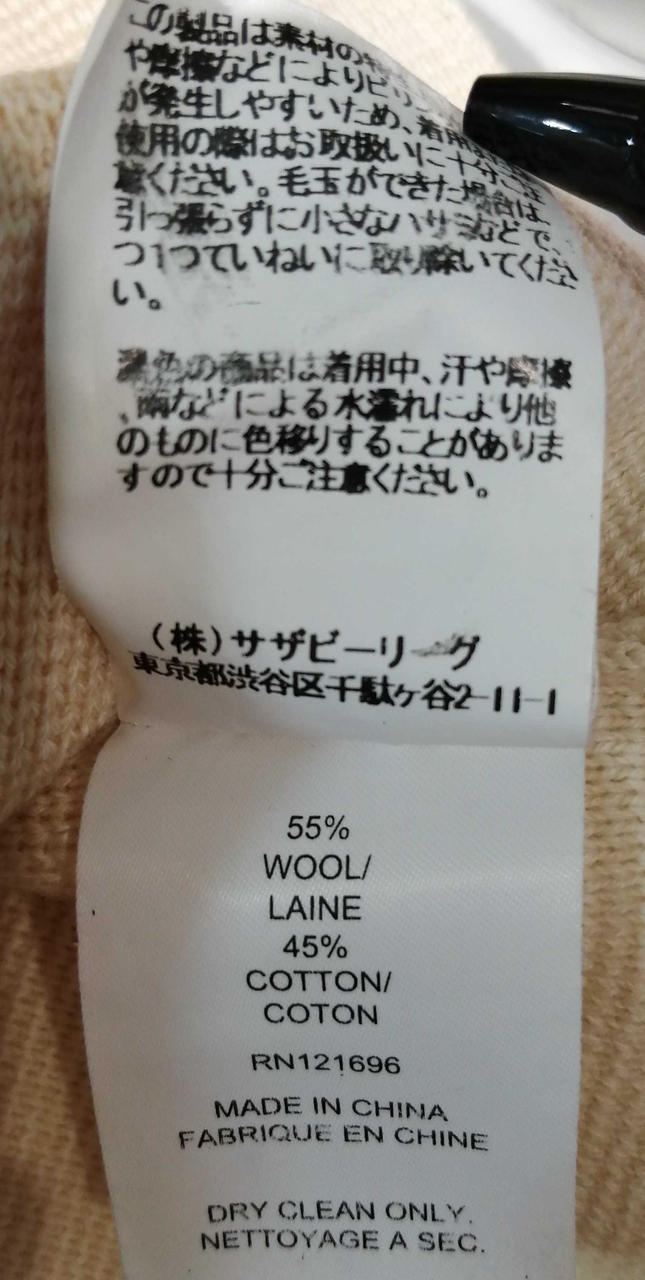 この製品は素材の特
や摩擦などによりピリン
が発生しやすいため、着用
使用の際はお取扱いに十分ご注
意ください。毛玉ができた場合は、
引っ張らずに小さなハサミなどで、
つ1つていねいに取り除いてくださ
い。
濃色の商品は着用中、汗や摩擦
、雨などによる水濡れにより他
のものに色移りすることがありま
すので十分ご注意ください。
（株）サザビーリーグ
東京都渋谷区千駄ヶ谷2-11-1
55%
WOOL/
LAINE
45%
COTTON/
COTON
RN121696
MADE IN CHINA
FABRIQUE EN CHINE
DRY CLEAN ONLY.
NETTOYAGE A SEC.